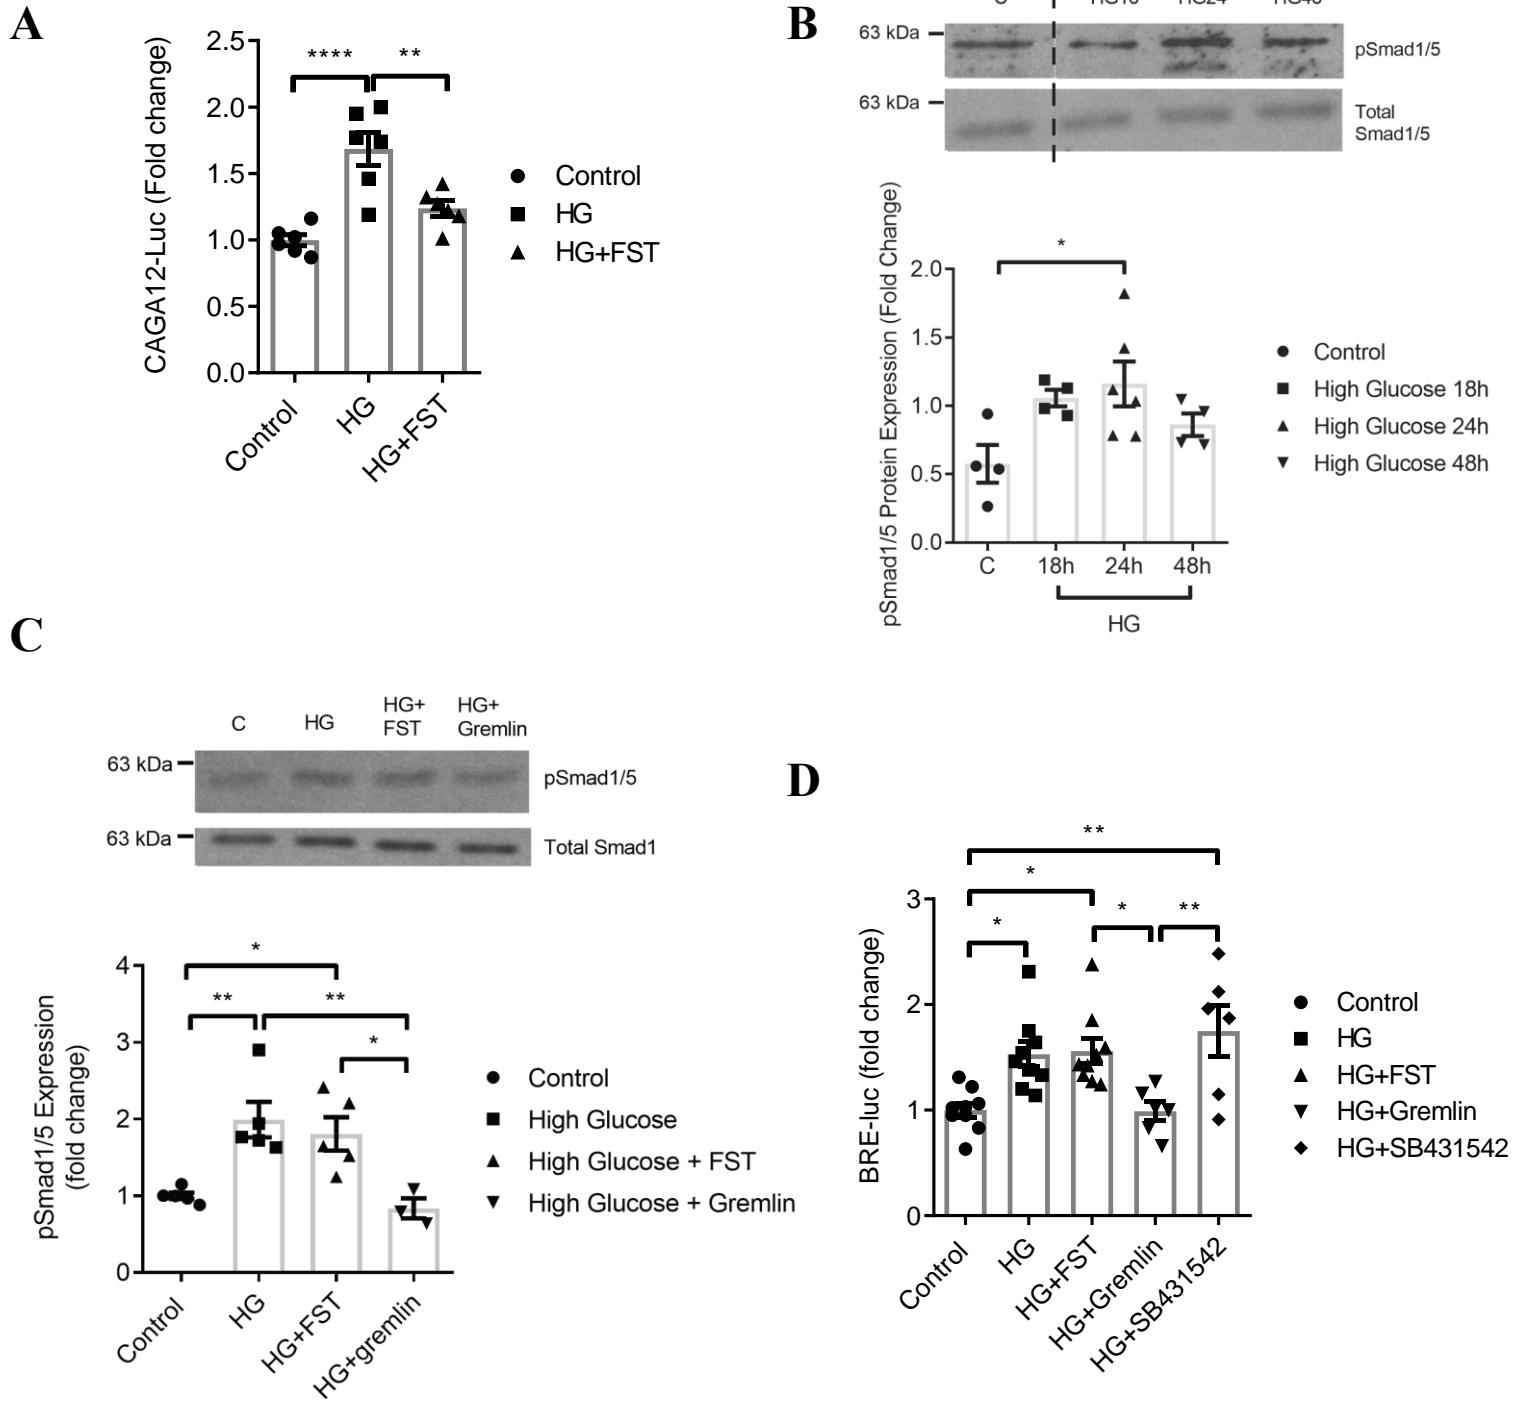 A
CAGA12-Luc (Fold change)
2.5
2.0
1.5
1.0
0.5
0.0
****
**
Control
HG
HG+FST
Control
HG
HG+FST
B
63 kDa
pSmad1/5
63 kDa
Total
Smad1/5
pSmad1/5 Protein Expression (Fold Change)
2.0
1.5
1.0
0.5
0.0
*
C
18h
24h
48h
HG
Control
High Glucose 18h
High Glucose 24h
High Glucose 48h
C
C
HG
HG+
FST
HG+
Gremlin
63 kDa
pSmad1/5
63 kDa
Total Smad1
pSmad1/5 Expression
(fold change)
4
3
2
1
0
*
**
**
*
Control
HG
HG+FST
HG+gremlin
Control
High Glucose
High Glucose + FST
High Glucose + Gremlin
D
BRE-luc (fold change)
3
2
1
0
**
*
*
*
**
Control
HG
HG+FST
HG+Gremlin
HG+SB431542
Control
HG
HG+FST
HG+Gremlin
HG+SB431542